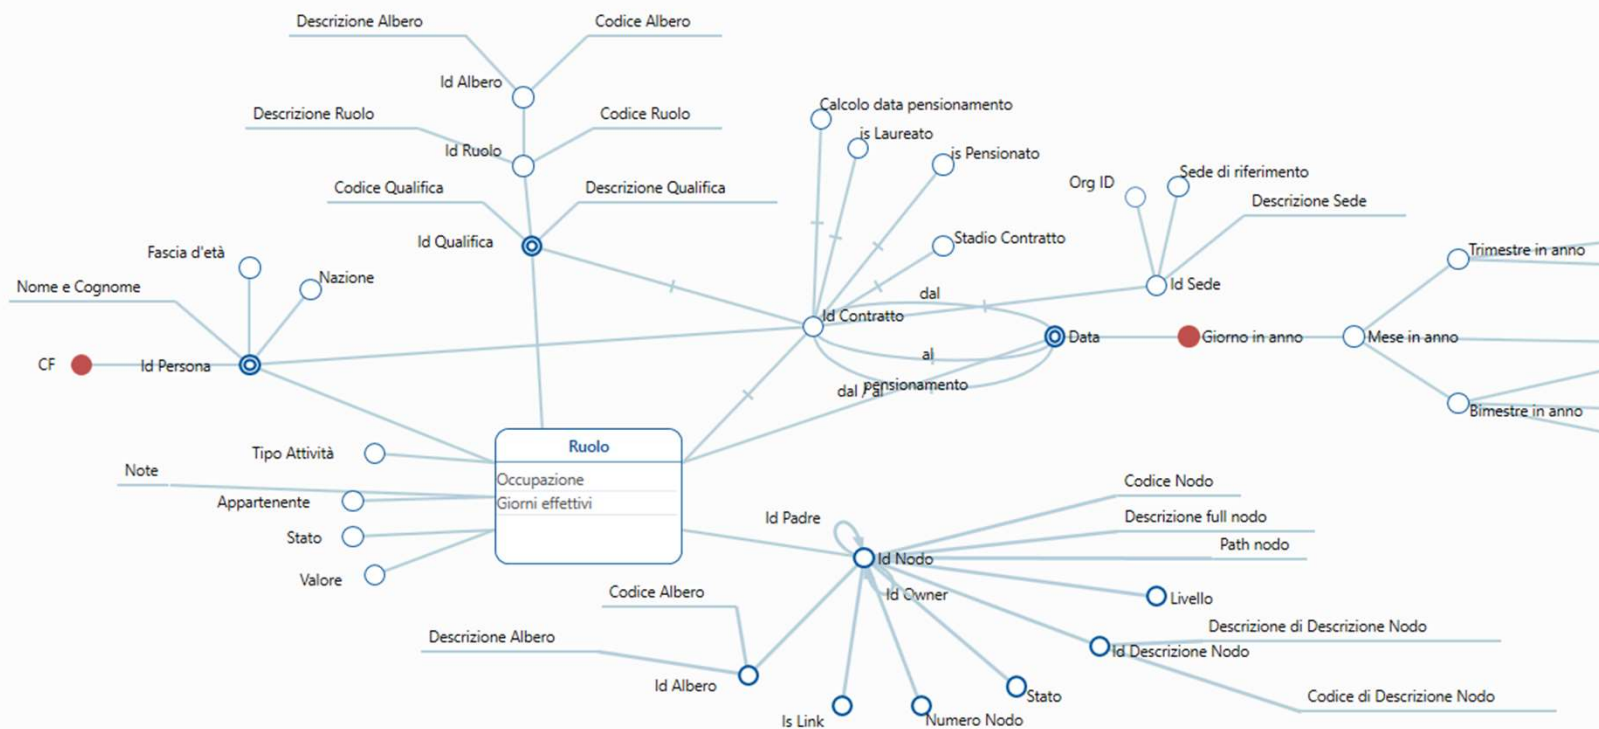 Descrizione Albero
Codice Albero
Id Albero
Descrizione Ruolo
Codice Ruolo
Id Ruolo
Codice Qualifica
Descrizione Qualifica
Id Qualifica
Calcolo data pensionamento
is Laureato
is Pensionato
Stadio Contratto
Org ID
Sede di riferimento
Descrizione Sede
Id Sede
Fascia d'età
Nazione
Nome e Cognome
CF
Id Persona
dal
Id Contratto
al
pensionamento
dal / al
Data
Giorno in anno
Mese in anno
Trimestre in anno
Bimestre in anno
Ruolo
Occupazione
Giorni effettivi
Tipo Attività
Note
Appartenente
Stato
Valore
Id Padre
Id Nodo
Id Owner
Codice Nodo
Descrizione full nodo
Path nodo
Livello
Descrizione di Descrizione Nodo
Id Descrizione Nodo
Codice di Descrizione Nodo
Codice Albero
Descrizione Albero
Id Albero
Is Link
Numero Nodo
Stato